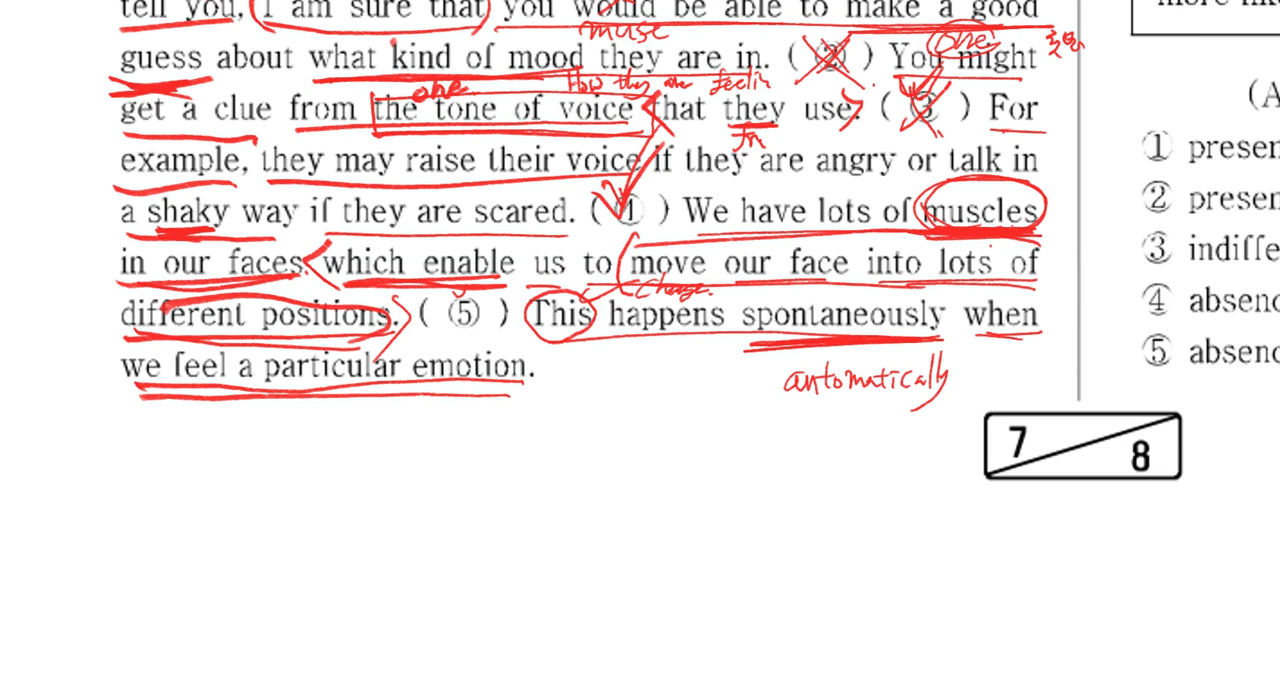 tell you, I am sure that you would be able to make a good
muse
guess about what kind of mood they are in. ( ② ) You might
one
one
How they are feelin
get a clue from the tone of voice that they use. ( ③ ) For
example, they may raise their voice if they are angry or talk in
a shaky way if they are scared. ( ④ ) We have lots of muscles
in our faces which enable us to move our face into lots of
change.
different positions. ( ⑤ ) This happens spontaneously when
we feel a particular emotion.
automatically
7
8
(A
① presen
② presen
③ indiffe
④ absenc
⑤ absenc